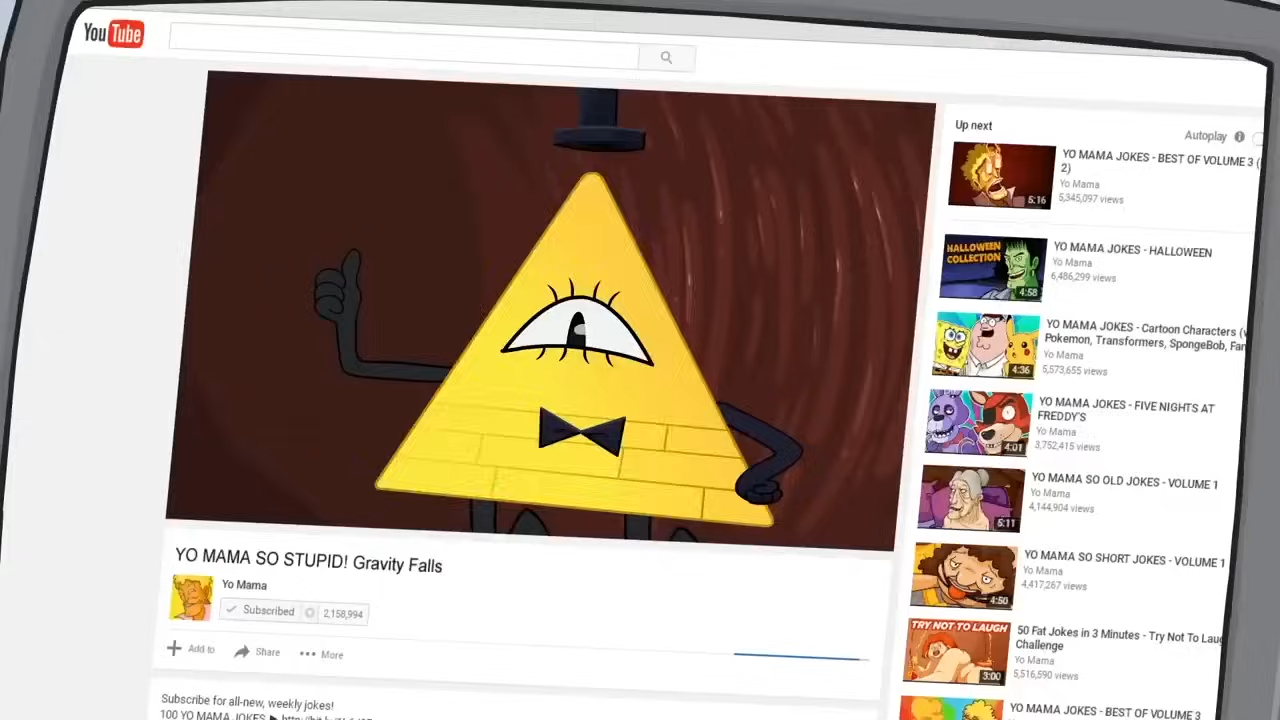 YouTube
Up next
Autoplay
YO MAMA JOKES - BEST OF VOLUME 3 (
2)
Yo Mama
5,345,097 views
5:16
HALLOWEEN
COLLECTION
4:58
YO MAMA JOKES - HALLOWEEN
Yo Mama
6,486,299 views
YO MAMA JOKES - Cartoon Characters (
Pokemon, Transformers, SpongeBob, Fam
Yo Mama
5,573,655 views
4:36
YO MAMA JOKES - FIVE NIGHTS AT
FREDDY'S
Yo Mama
3,752,415 views
4:01
YO MAMA SO OLD JOKES - VOLUME 1
Yo Mama
4,144,904 views
5:11
YO MAMA SO SHORT JOKES - VOLUME 1
Yo Mama
4,417,267 views
4:50
TRY NOT TO LAUGH
3:00
50 Fat Jokes in 3 Minutes - Try Not To Laug
Challenge
Yo Mama
5,516,590 views
YO MAMA JOKES - BEST OF VOLUME 3
YO MAMA SO STUPID! Gravity Falls
Yo Mama
Subscribed 2,158,994
Add to Share More
Subscribe for all-new, weekly jokes!
100 YO MAMA JOKES ▶